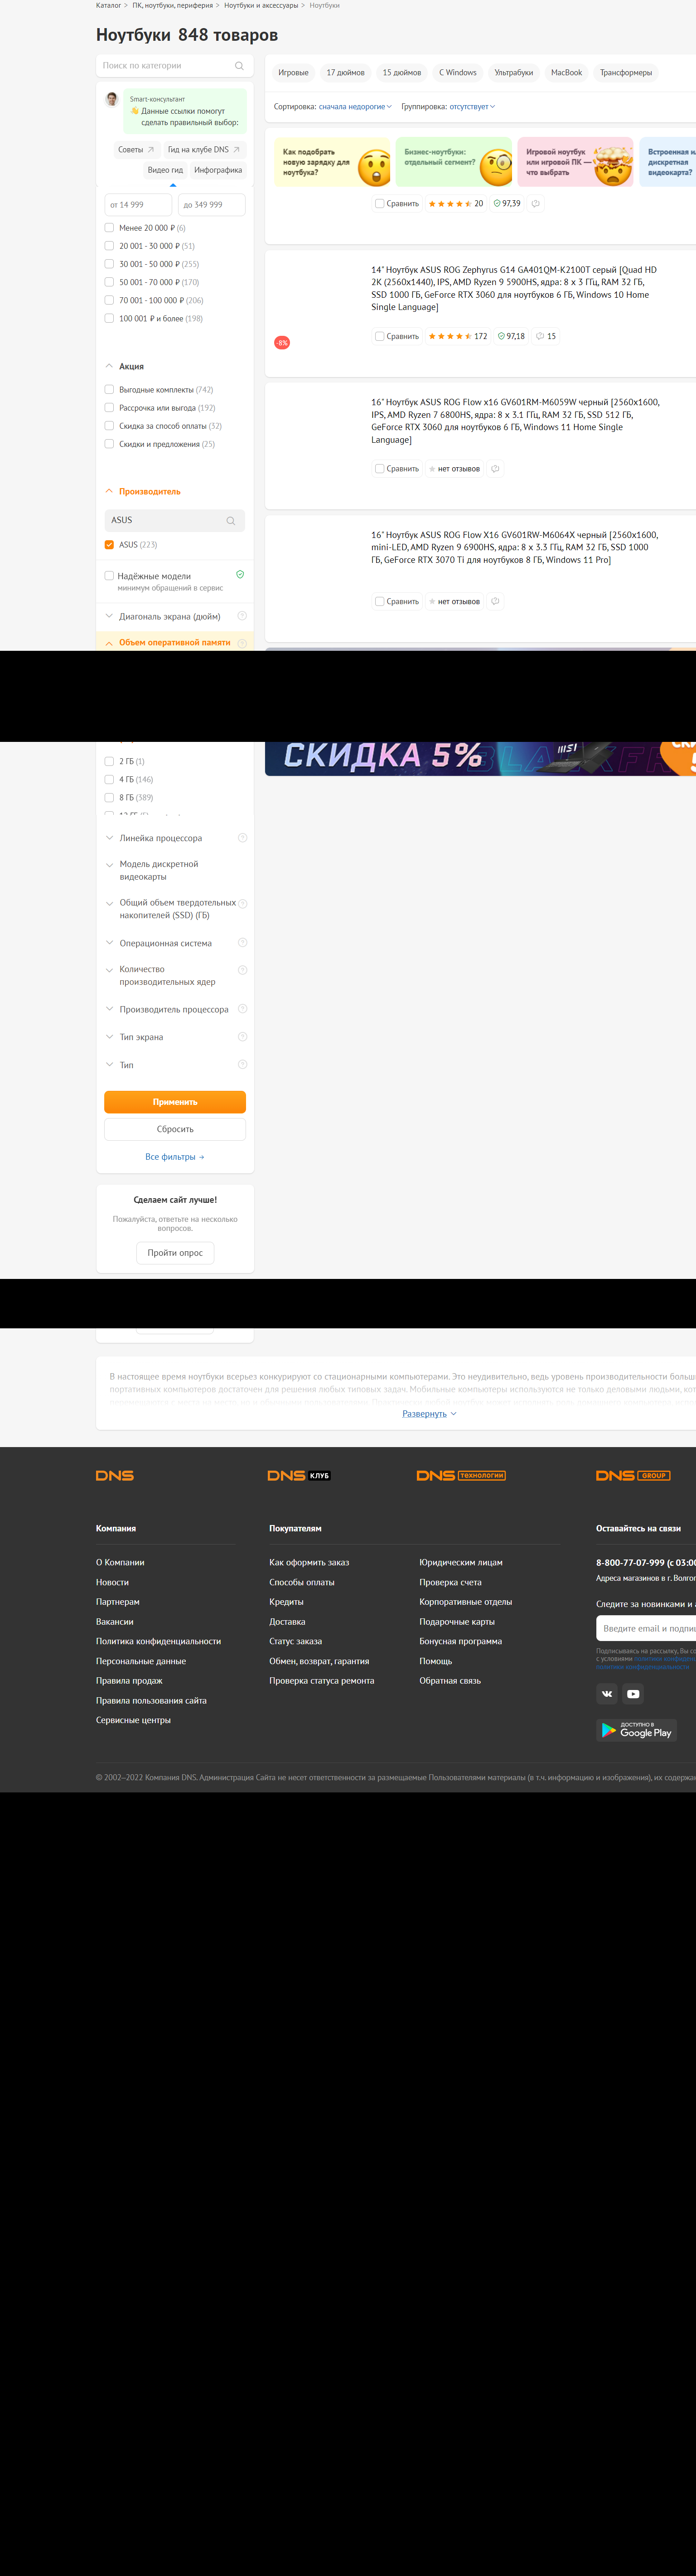 Каталог > ПК, ноутбуки, периферия > Ноутбуки и аксессуары > Ноутбуки
Ноутбуки 848 товаров
Поиск по категории
Smart-консультант
Данные ссылки помогут
сделать правильный выбор:
Советы
Гид на клубе DNS
Видео гид
Инфографика
от 14 999
до 349 999
Менее 20 000 ₽ (6)
20 001 - 30 000 ₽ (51)
30 001 - 50 000 ₽ (255)
50 001 - 70 000 ₽ (170)
70 001 - 100 000 ₽ (206)
100 001 ₽ и более (198)
Акция
Выгодные комплекты (742)
Рассрочка или выгода (192)
Скидка за способ оплаты (32)
Скидки и предложения (25)
Производитель
ASUS
ASUS (223)
Надёжные модели
минимум обращений в сервис
Диагональ экрана (дюйм)
Объем оперативной памяти
Игровые
17 дюймов
15 дюймов
С Windows
Ультрабуки
MacBook
Трансформеры
Сортировка: сначала недорогие
Группировка: отсутствует
Как подобрать
новую зарядку для
ноутбука?
Бизнес-ноутбуки:
отдельный сегмент?
Игровой ноутбук
или игровой ПК —
что выбрать
Встроенная
дискретная
видеокарта?
Сравнить
20
97,39
14" Ноутбук ASUS ROG Zephyrus G14 GA401QM-K2100T серый [Quad HD
2K (2560x1440), IPS, AMD Ryzen 9 5900HS, ядра: 8 х 3 ГГц, RAM 32 ГБ,
SSD 1000 ГБ, GeForce RTX 3060 для ноутбуков 6 ГБ, Windows 10 Home
Single Language]
-8%
Сравнить
172
97,18
15
16" Ноутбук ASUS ROG Flow x16 GV601RM-M6059W черный [2560x1600,
IPS, AMD Ryzen 7 6800HS, ядра: 8 х 3.1 ГГц, RAM 32 ГБ, SSD 512 ГБ,
GeForce RTX 3060 для ноутбуков 6 ГБ, Windows 11 Home Single
Language]
Сравнить
нет отзывов
16" Ноутбук ASUS ROG Flow X16 GV601RW-M6064X черный [2560x1600,
mini-LED, AMD Ryzen 9 6900HS, ядра: 8 х 3.3 ГГц, RAM 32 ГБ, SSD 1000
ГБ, GeForce RTX 3070 Ti для ноутбуков 8 ГБ, Windows 11 Pro]
Сравнить
нет отзывов
СКИДКА 5%
msi
2 ГБ (1)
4 ГБ (146)
8 ГБ (389)
Линейка процессора
Модель дискретной
видеокарты
Общий объем твердотельных
накопителей (SSD) (ГБ)
Операционная система
Количество
производительных ядер
Производитель процессора
Тип экрана
Тип
Применить
Сбросить
Все фильтры
Сделаем сайт лучше!
Пожалуйста, ответьте на несколько
вопросов.
Пройти опрос
В настоящее время ноутбуки всерьез конкурируют со стационарными компьютерами. Это неудивительно, ведь уровень производительности
портативных компьютеров достаточен для решения любых типовых задач. Мобильные компьютеры используются не только деловыми людьми,
Развернуть
DNS
DNS КЛУБ
DNS технологии
DNS GROUP
Компания
О Компании
Новости
Партнерам
Вакансии
Политика конфиденциальности
Персональные данные
Правила продаж
Правила пользования сайта
Сервисные центры
Покупателям
Как оформить заказ
Способы оплаты
Кредиты
Доставка
Статус заказа
Обмен, возврат, гарантия
Проверка статуса ремонта
Юридическим лицам
Проверка счета
Корпоративные отделы
Подарочные карты
Бонусная программа
Помощь
Обратная связь
Оставайтесь на связи
8-800-77-07-999 (c 03:00
Адреса магазинов в г.
Следите за новинками и
Введите email и
Подписываясь на рассылку, Вы
с условиями
политики конфиденциальности
ДОСТУПНО В
Google Play
© 2002–2022 Компания DNS. Администрация Сайта не несет ответственности за размещаемые Пользователями материалы (в т.ч. информацию и изображения), их